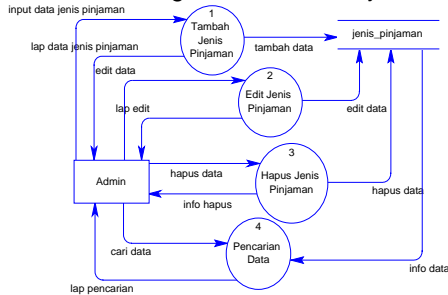 input data jenis pinjaman
1
Tambah
Jenis
Pinjaman
lap data jenis pinjaman
tambah data
jenis_pinjaman
edit data
2
Edit Jenis
Pinjaman
lap edit
edit data
3
Hapus Jenis
Pinjaman
hapus data
Admin
info hapus
hapus data
4
Pencarian
Data
cari data
info data
lap pencarian